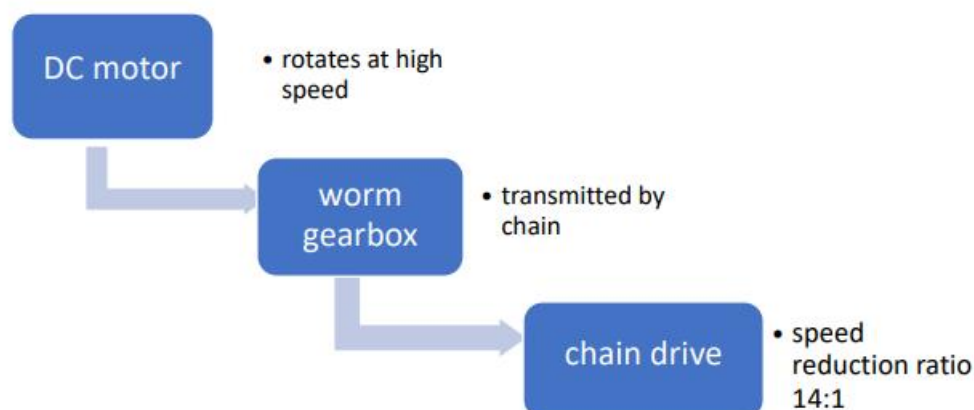 DC motor
• rotates at high
speed
worm
gearbox
• transmitted by
chain
chain drive
• speed
reduction ratio
14:1